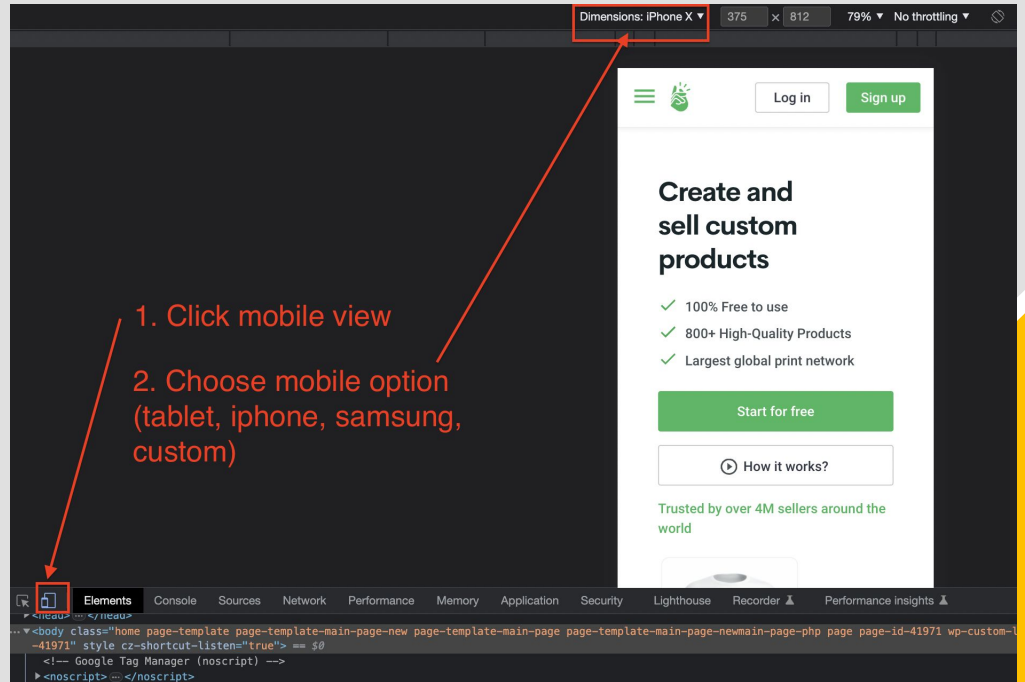 Dimensions: iPhone X ▼ 375 × 812 79% ▼ No throttling ▼
Log in Sign up
Create and
sell custom
products
100% Free to use
800+ High-Quality Products
Largest global print network
Start for free
How it works?
Trusted by over 4M sellers around the
world
1. Click mobile view
2. Choose mobile option
(tablet, iphone, samsung,
custom)
Elements Console Sources Network Performance Memory Application Security Lighthouse Recorder Performance insights
▶<head> … </head>
… ▼<body class="home page-template page-template-main-page-new page-template-main-page page-template-main-page-newmain-page-php page page-id-41971 wp-custom-l
-41971" style cz-shortcut-listen="true"> == $0
<!-- Google Tag Manager (noscript) -->
▶<noscript> … </noscript>